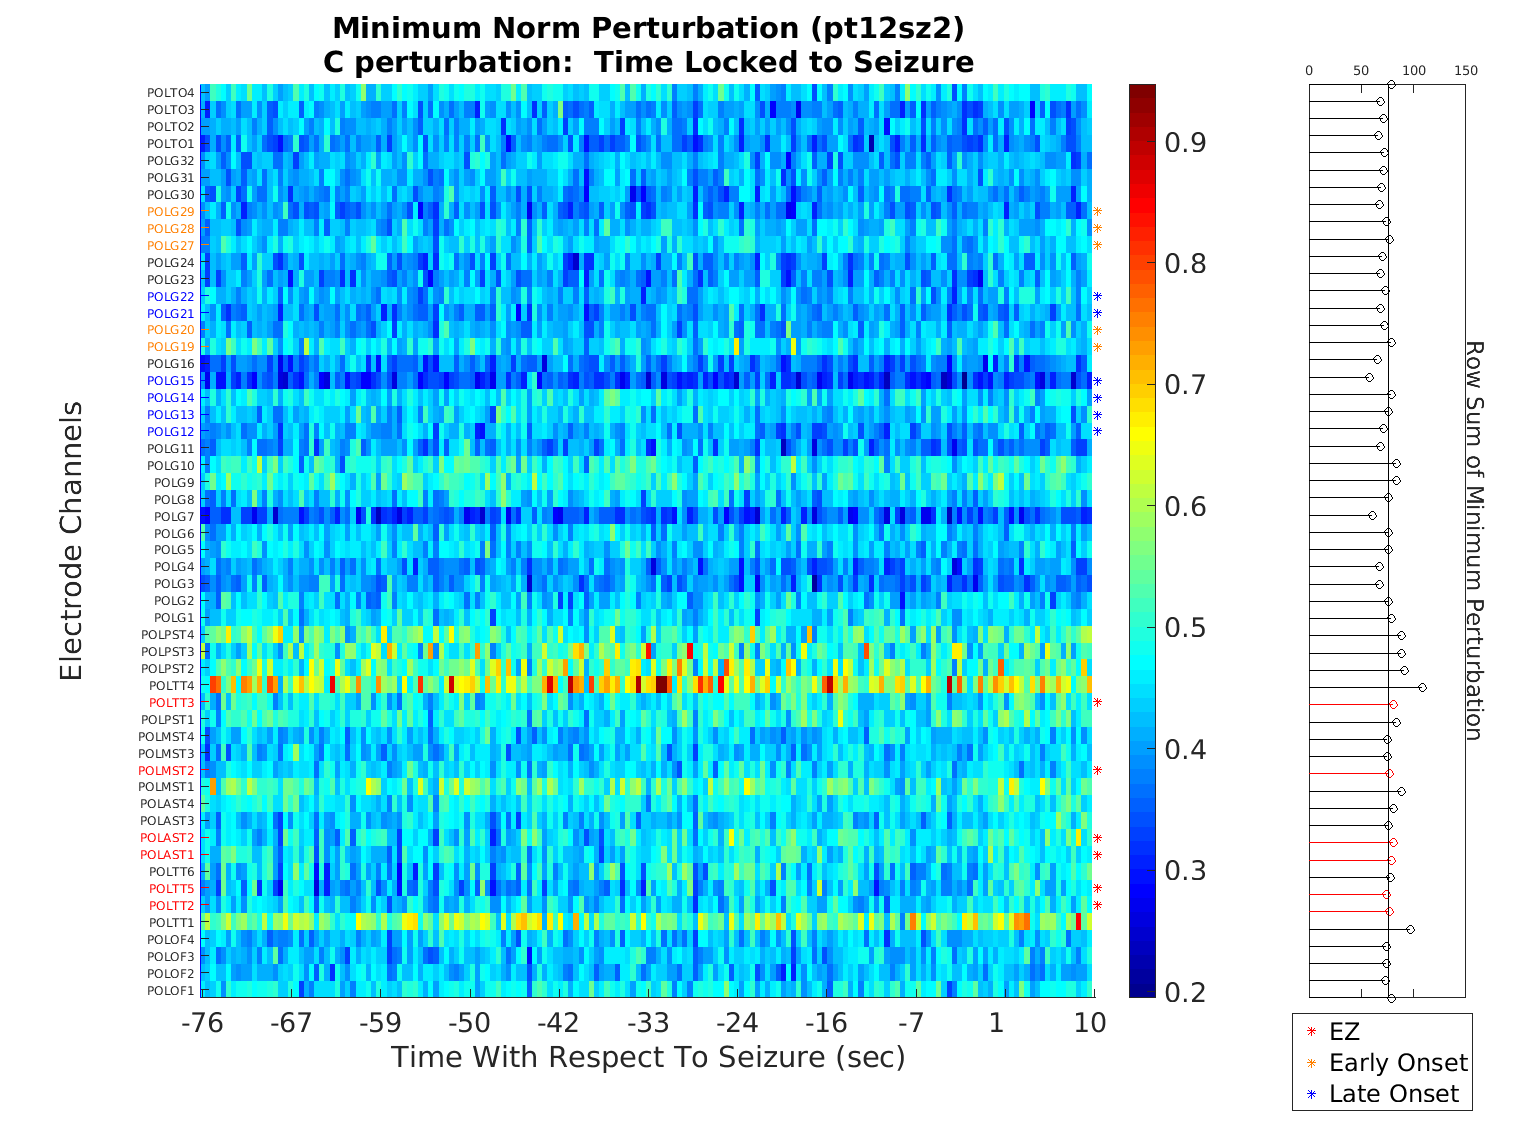 Minimum Norm Perturbation (pt12sz2)
C perturbation:  Time Locked to Seizure
Electrode Channels
POLTO4
POLTO3
POLTO2
POLTO1
POLG32
POLG31
POLG30
POLG29
POLG28
POLG27
POLG24
POLG23
POLG22
POLG21
POLG20
POLG19
POLG16
POLG15
POLG14
POLG13
POLG12
POLG11
POLG10
POLG9
POLG8
POLG7
POLG6
POLG5
POLG4
POLG3
POLG2
POLG1
POLPST4
POLPST3
POLPST2
POLTT4
POLTT3
POLPST1
POLMST4
POLMST3
POLMST2
POLMST1
POLAST4
POLAST3
POLAST2
POLAST1
POLTT6
POLTT5
POLTT2
POLTT1
POLOF4
POLOF3
POLOF2
POLOF1
-76 -67 -59 -50 -42 -33 -24 -16 -7 1 10
Time With Respect To Seizure (sec)
0.9
0.8
0.7
0.6
0.5
0.4
0.3
0.2
0 50 100 150
Row Sum of Minimum Perturbation
EZ
Early Onset
Late Onset